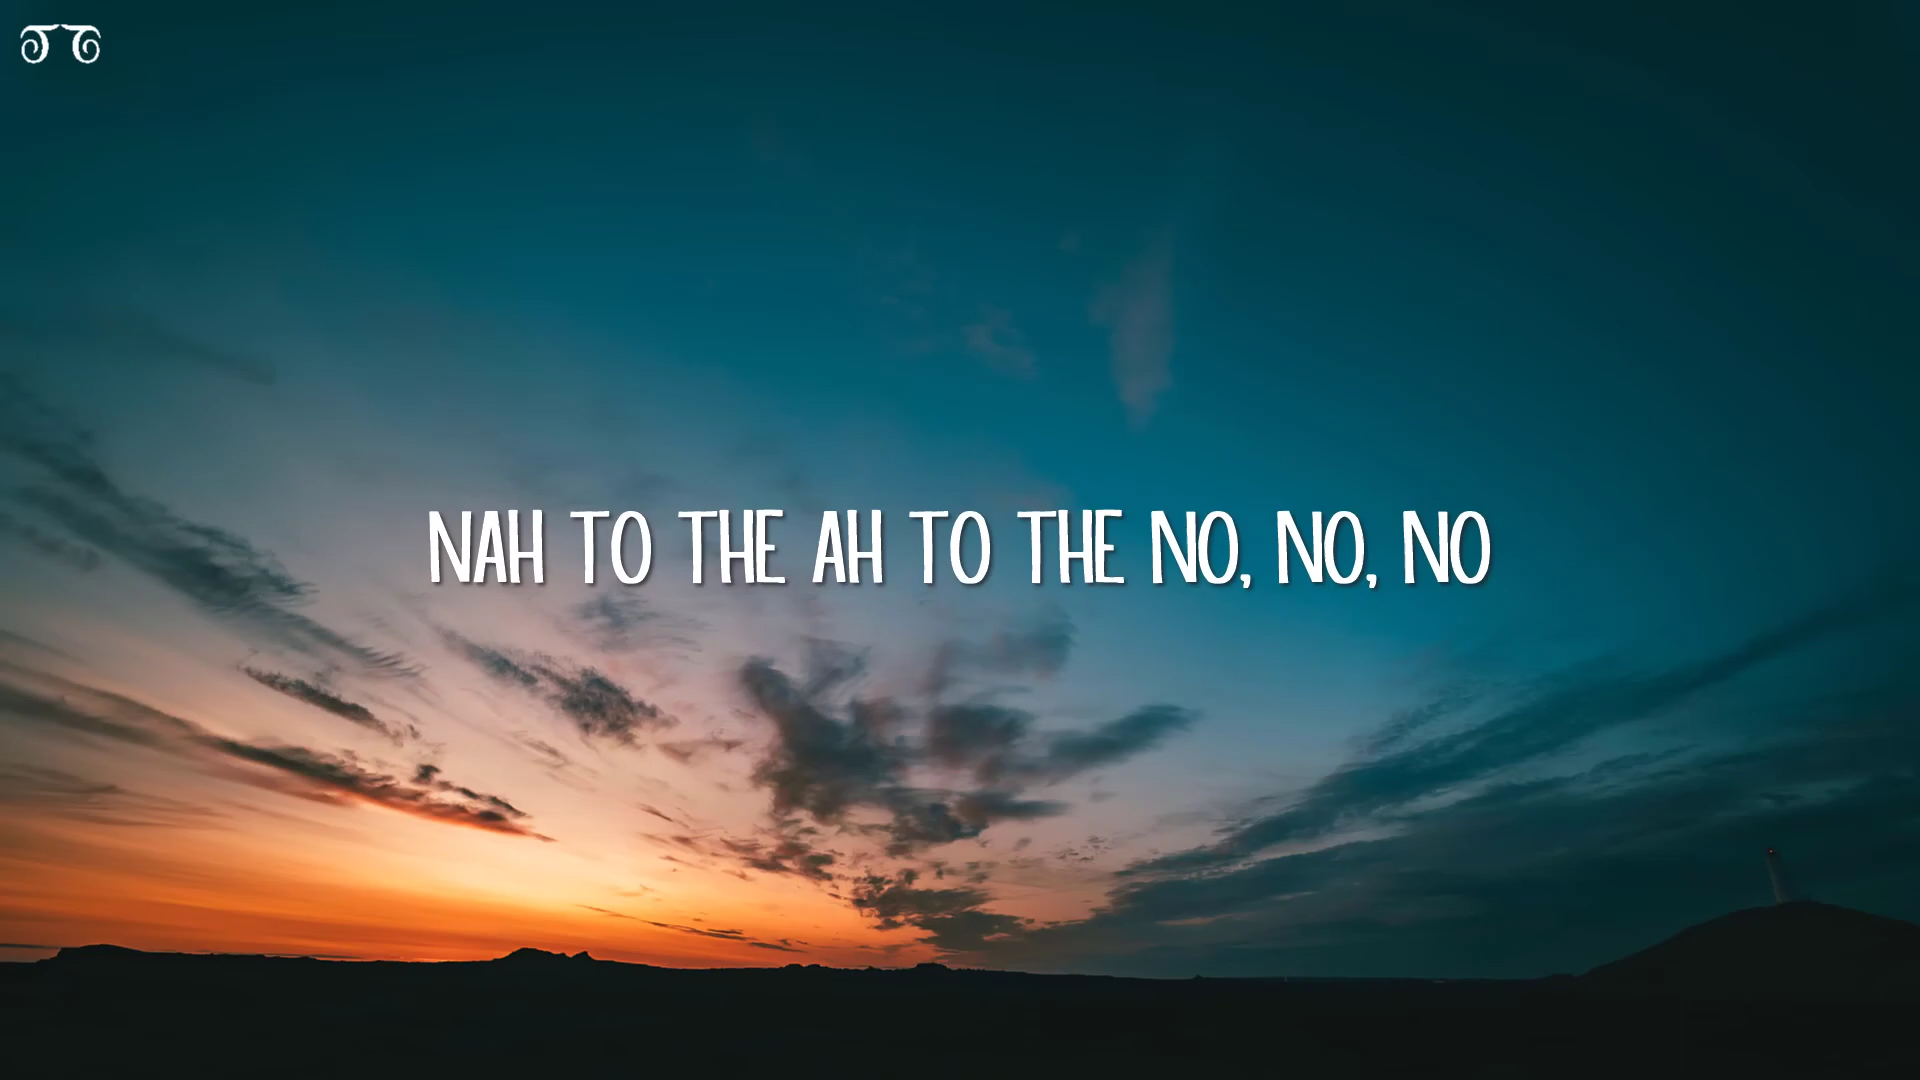 NAH TO THE AH TO THE NO, NO, NO